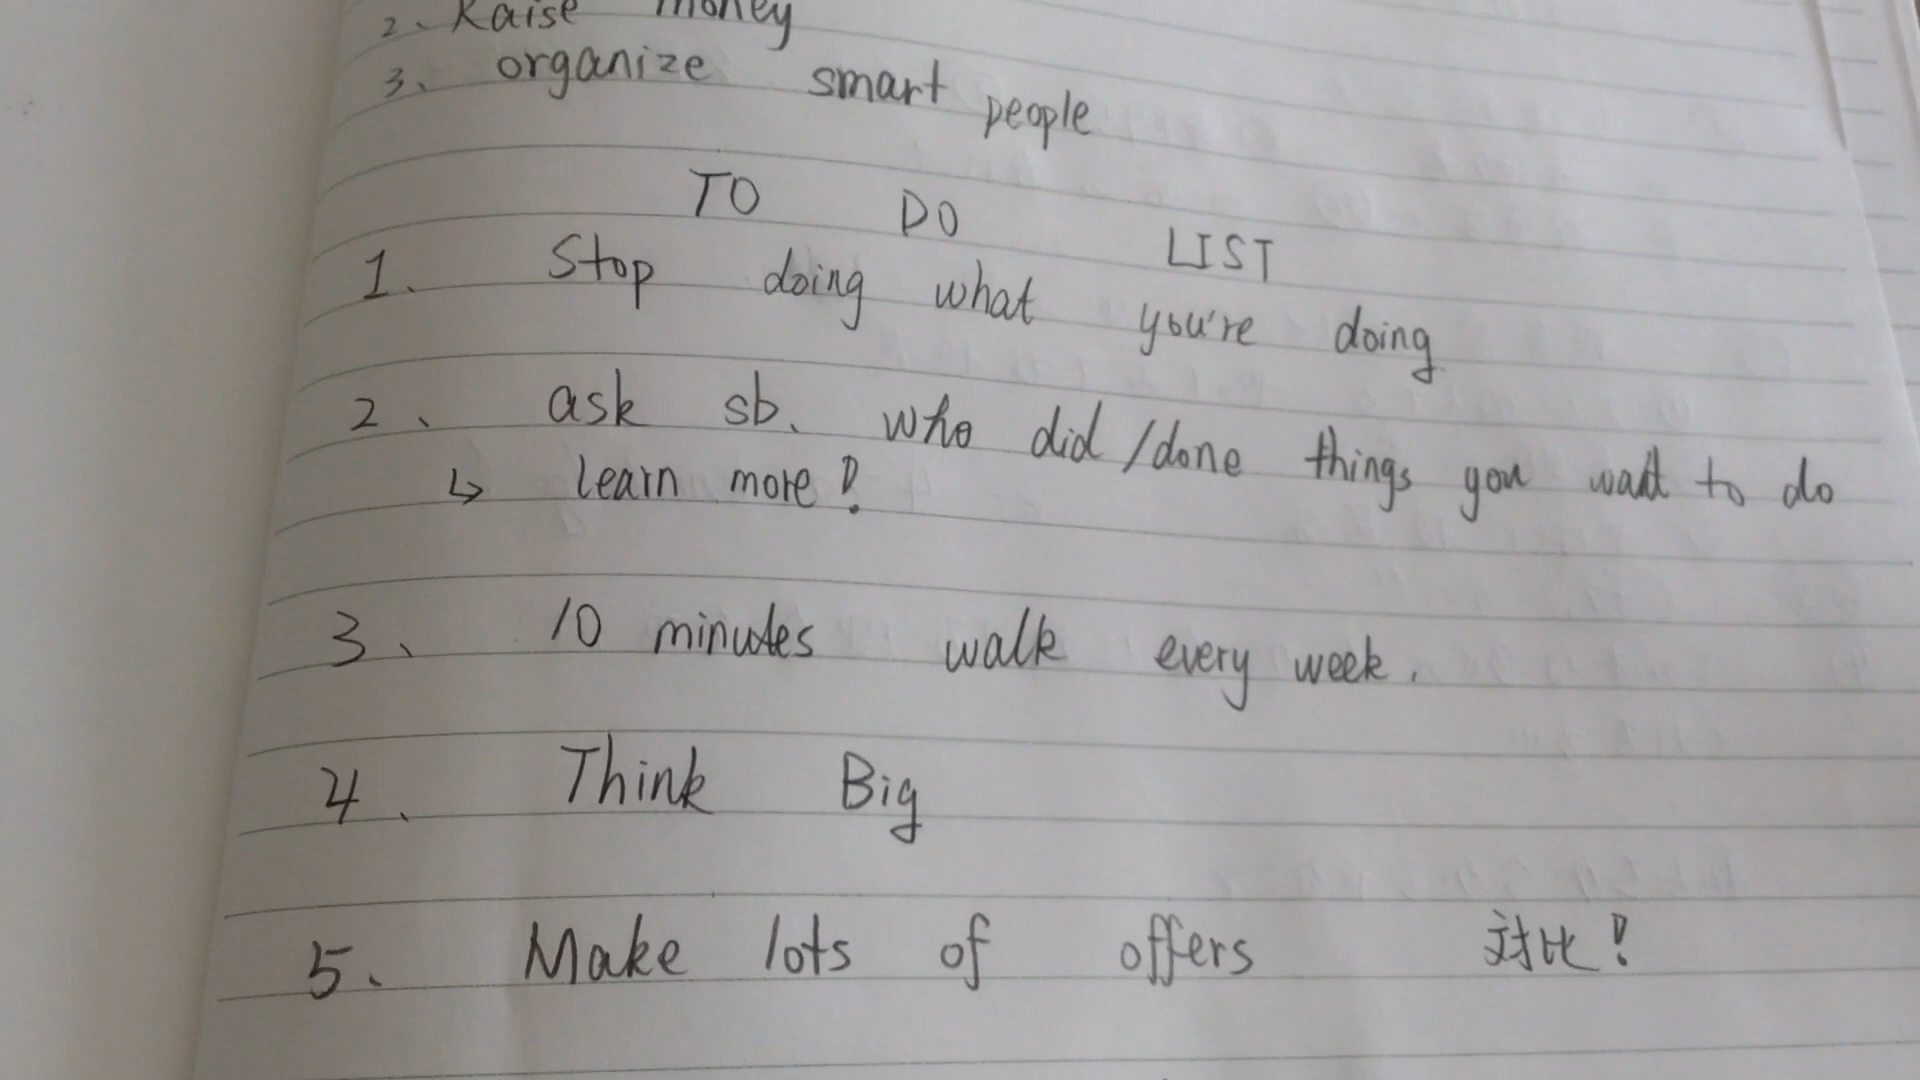 2、Raise money
3、organize smart people
TO DO LIST
1. Stop doing what you're doing
2、ask sb. who did/done things you want to do
↳ learn more!
3、10 minutes walk every week.
4、Think Big
5、Make lots of offers 対比!